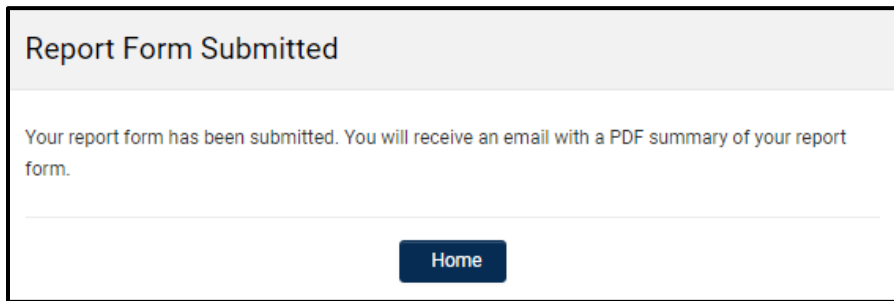 Report Form Submitted
Your report form has been submitted. You will receive an email with a PDF summary of your report
form.
Home